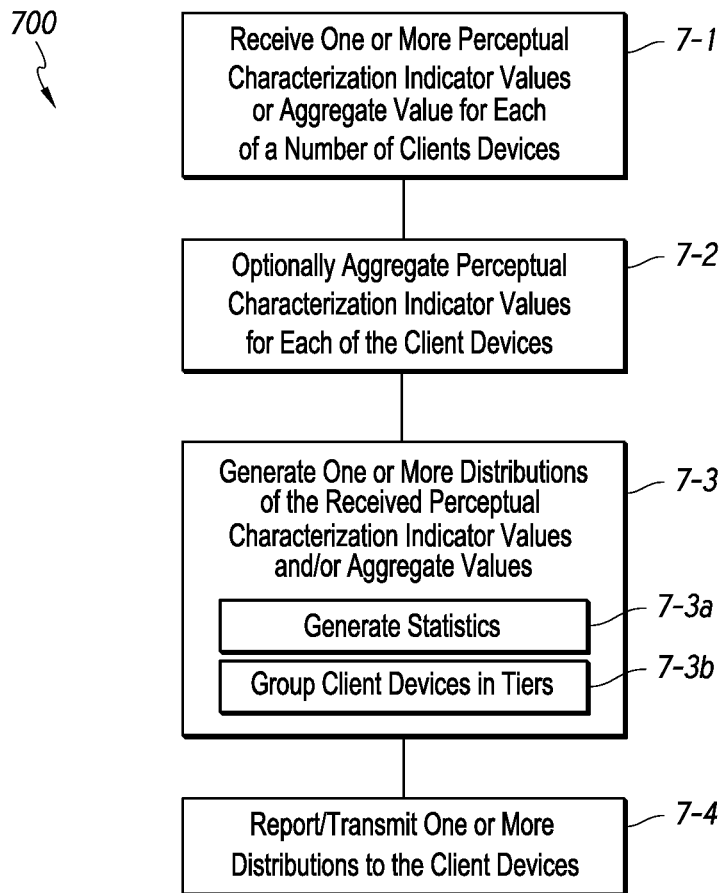 700
Receive One or More Perceptual
Characterization Indicator Values
or Aggregate Value for Each
of a Number of Clients Devices
7-1
Optionally Aggregate Perceptual
Characterization Indicator Values
for Each of the Client Devices
7-2
Generate One or More Distributions
of the Received Perceptual
Characterization Indicator Values
and/or Aggregate Values
7-3
Generate Statistics
7-3a
Group Client Devices in Tiers
7-3b
Report/Transmit One or More
Distributions to the Client Devices
7-4